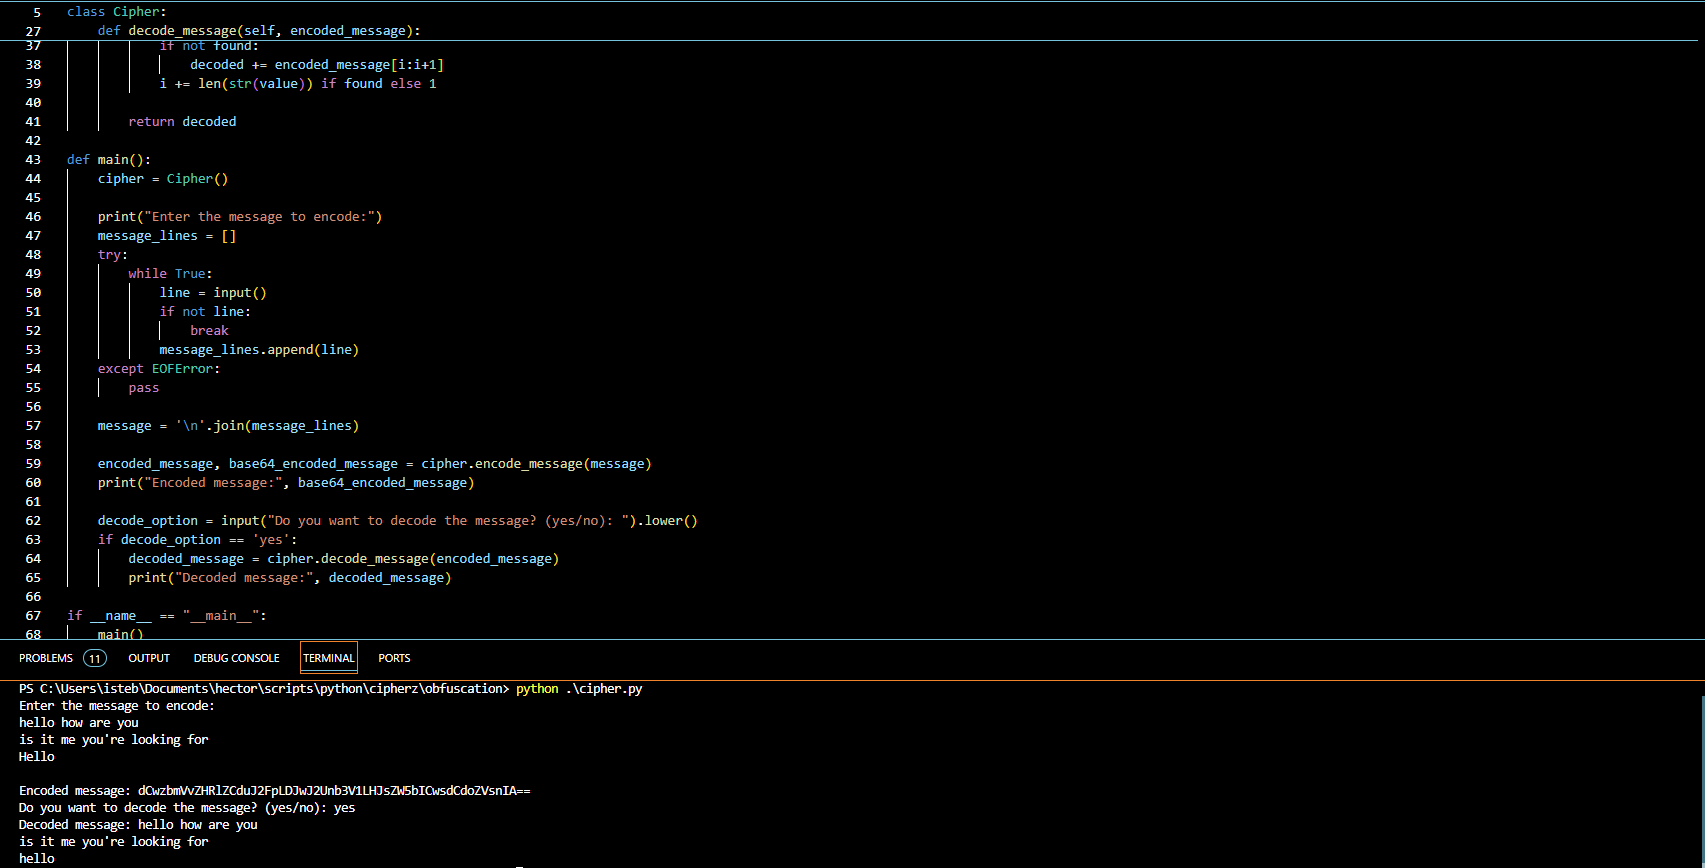 5 class Cipher:
27 def decode_message(self, encoded_message):
37 if not found:
38 decoded += encoded_message[i:i+1]
39 i += len(str(value)) if found else 1
40
41 return decoded
42
43 def main():
44 cipher = Cipher()
45
46 print("Enter the message to encode:")
47 message_lines = []
48 try:
49 while True:
50 line = input()
51 if not line:
52 break
53 message_lines.append(line)
54 except EOFError:
55 pass
56
57 message = '\n'.join(message_lines)
58
59 encoded_message, base64_encoded_message = cipher.encode_message(message)
60 print("Encoded message:", base64_encoded_message)
61
62 decode_option = input("Do you want to decode the message? (yes/no): ").lower()
63 if decode_option == 'yes':
64 decoded_message = cipher.decode_message(encoded_message)
65 print("Decoded message:", decoded_message)
66
67 if __name__ == "__main__":
68 main()
PROBLEMS 11 OUTPUT DEBUG CONSOLE TERMINAL PORTS
PS C:\Users\isteb\Documents\hector\scripts\python\cipherz\obfuscation> python .\cipher.py
Enter the message to encode:
hello how are you
is it me you're looking for
Hello
Encoded message: dCwzbmVvZHRlZCduJ2FpLDJwJ2Unb3V1LHJsZW5bICwsdCdoZVsnIA==
Do you want to decode the message? (yes/no): yes
Decoded message: hello how are you
is it me you're looking for
hello